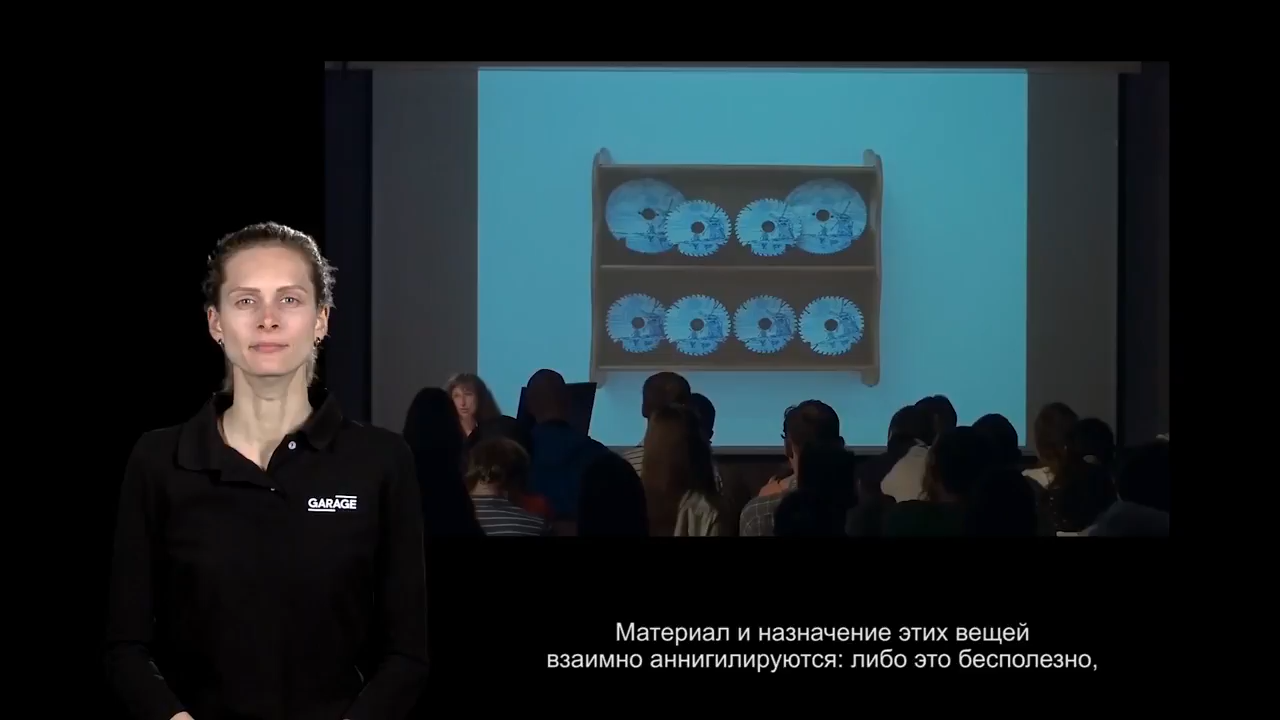 GARAGE
Материал и назначение этих вещей
взаимно аннигилируются: либо это бесполезно,